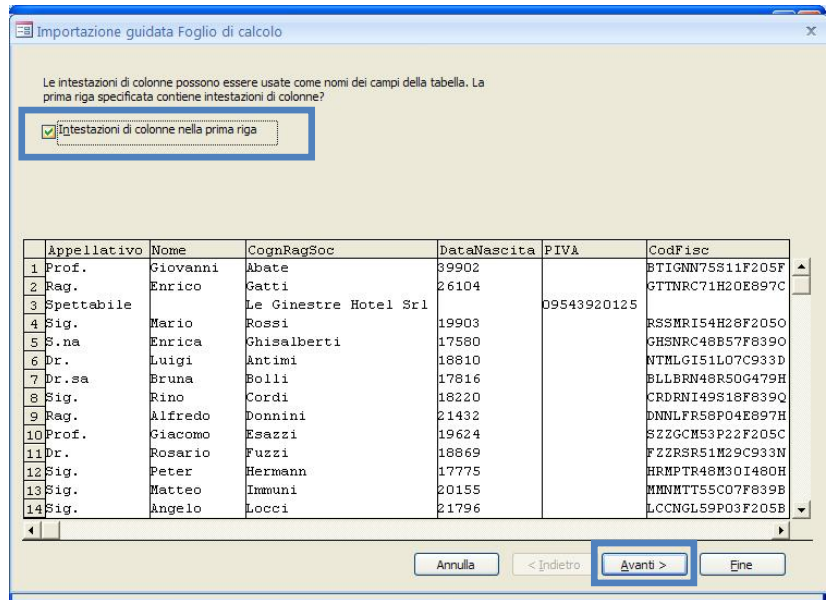 Importazione guidata Foglio di calcolo
x
Le intestazioni di colonne possono essere usate come nomi dei campi della tabella. La
prima riga specificata contiene intestazioni di colonne?
Intestazioni di colonne nella prima riga
Appellativo Nome CognRagSoc DataNascita PIVA CodFisc
1 Prof. Giovanni Abate 39902 BTIGNN75S11F205F
2 Rag. Enrico Gatti 26104 GTTNRC71H20E897C
3 Spettabile Le Ginestre Hotel Srl 09543920125
4 Sig. Mario Rossi 19903 RSSMRI54H28F205O
5 S.na Enrica Ghisalberti 17580 GHSNRC48B57F839O
6 Dr. Luigi Antimi 18810 NTMLGI51L07C933D
7 Dr.sa Bruna Bolli 17816 BLLBRN48R50G479H
8 Sig. Rino Cordi 18220 CRDRNI49S18F839Q
9 Rag. Alfredo Donnini 21432 DNNLFR58P04E897H
10 Prof. Giacomo Esazzi 19624 SZZGCM53P22F205C
11 Dr. Rosario Fuzzi 18869 FZZRSR51M29C933N
12 Sig. Peter Hermann 17775 HRMPTR48M30I480H
13 Sig. Matteo Immuni 20155 MMNMTT55C07F839B
14 Sig. Angelo Locci 21796 LCCNGL59P03F205B
Annulla < Indietro Avanti > Fine